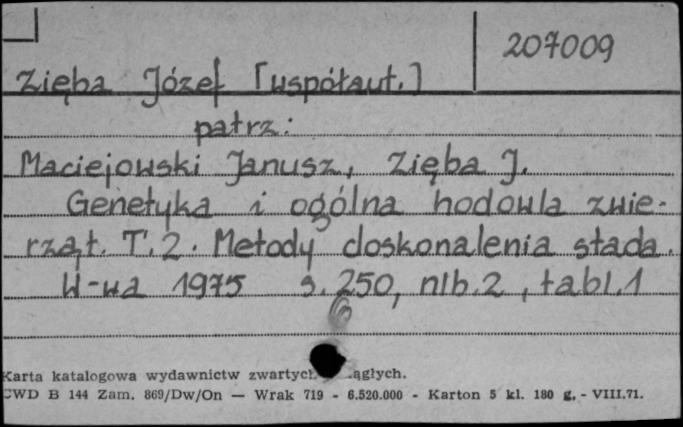 207009
Zięba Józef [współaut.]
patrz:
Maciejowski Janusz, Zięba J.
Genetyka i ogólna hodowla zwie-
rząt. T.2. Metody doskonalenia stada.
W-wa 1975 s. 250, nlb. 2, tabl. 1
6
Karta katalogowa wydawnictw ągłych.
CWD B 144 Zam. 869/Dw/On — Wrak 719 - 6.520.000 - Karton 5 kl. 180 g. - VIII.71.